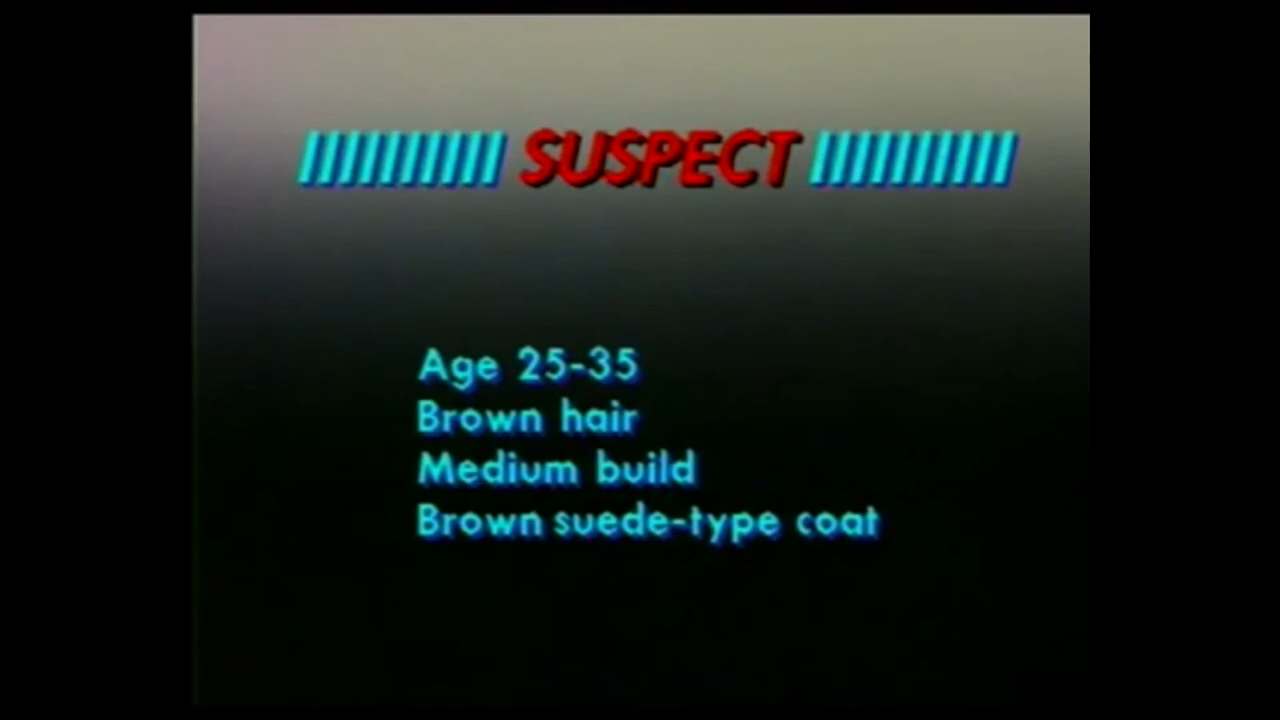 SUSPECT
Age 25-35
Brown hair
Medium build
Brown suede-type coat